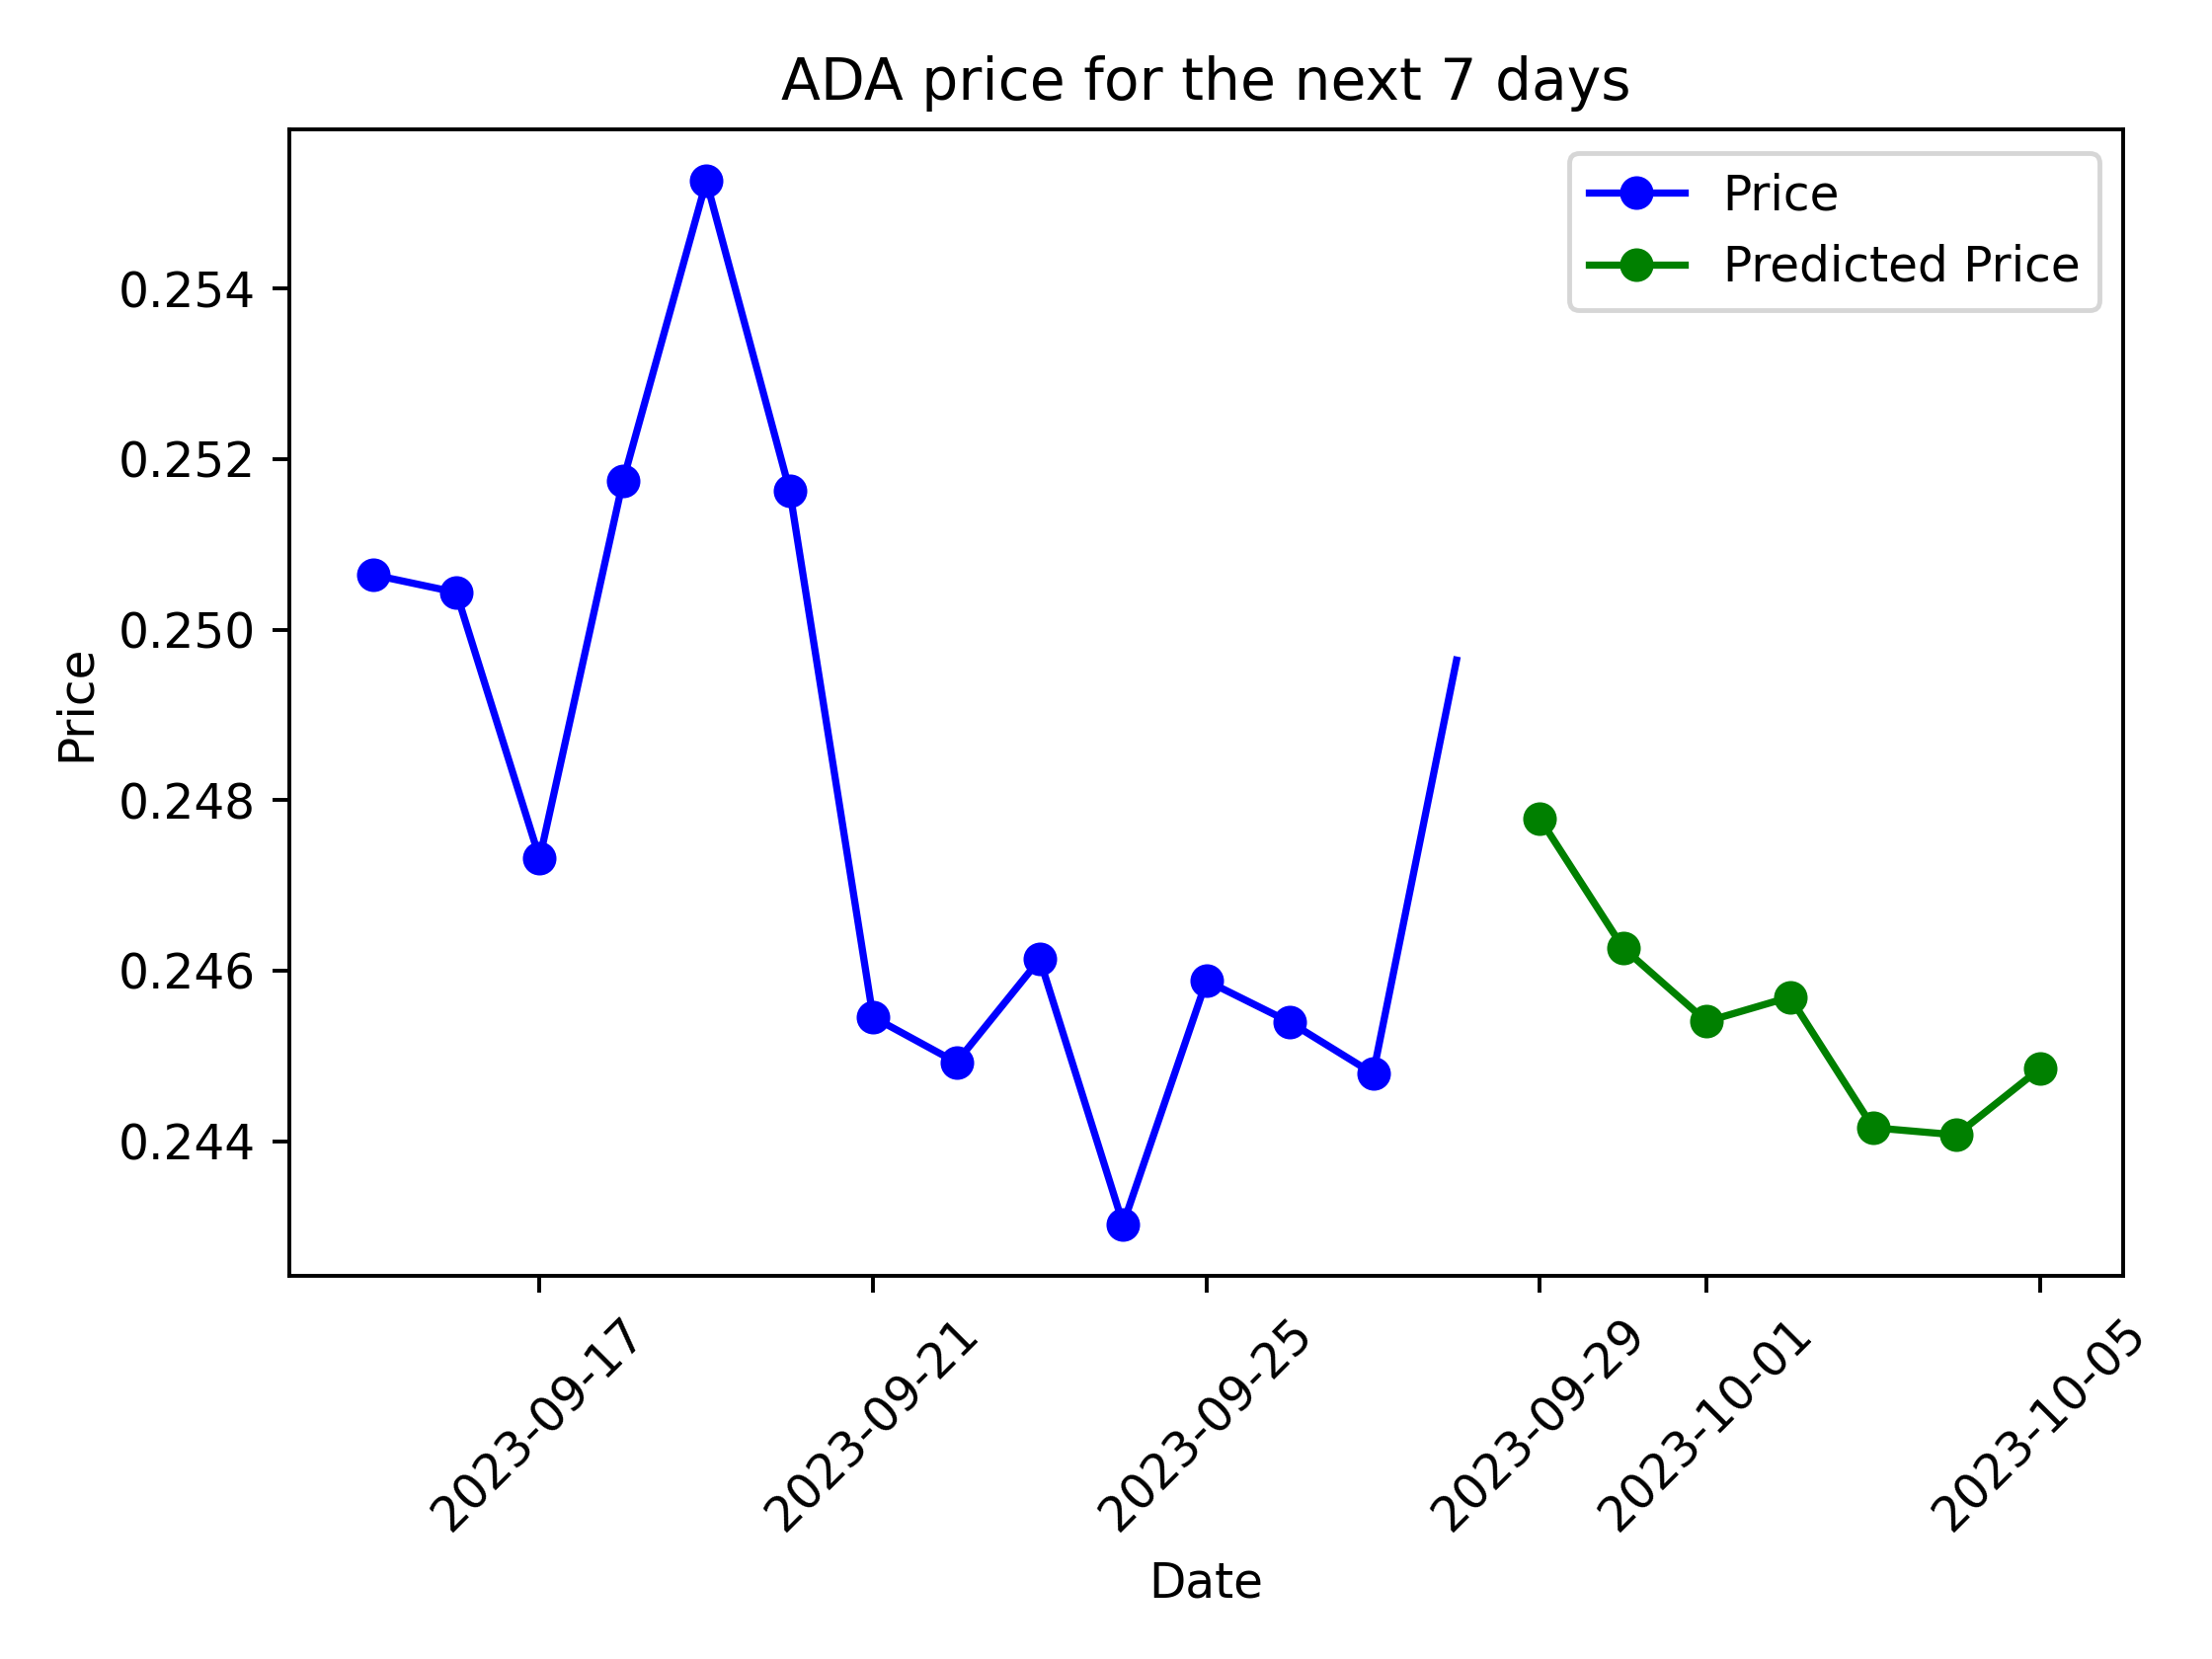 ADA price for the next 7 days
Price
Predicted Price
0.254
0.252
0.250
0.248
0.246
0.244
Price
2023-09-17
2023-09-21
2023-09-25
2023-09-29
2023-10-01
2023-10-05
Date